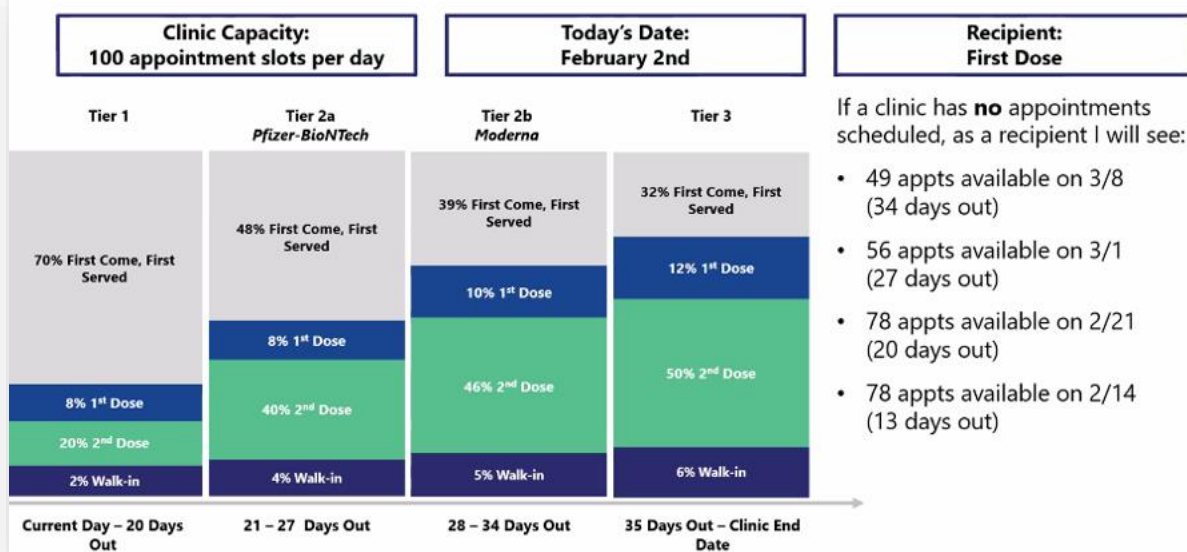 Clinic Capacity:
100 appointment slots per day
Today's Date:
February 2nd
Recipient:
First Dose
Tier 1
70% First Come, First
Served
8% 1st Dose
20% 2nd Dose
2% Walk-in
Current Day – 20 Days
Out
Tier 2a
Pfizer-BioNTech
48% First Come, First
Served
8% 1st Dose
40% 2nd Dose
4% Walk-in
21 – 27 Days Out
Tier 2b
Moderna
39% First Come, First
Served
10% 1st Dose
46% 2nd Dose
5% Walk-in
28 – 34 Days Out
Tier 3
32% First Come, First
Served
12% 1st Dose
50% 2nd Dose
6% Walk-in
35 Days Out – Clinic End
Date
If a clinic has no appointments
scheduled, as a recipient I will see:
• 49 appts available on 3/8
(34 days out)
• 56 appts available on 3/1
(27 days out)
• 78 appts available on 2/21
(20 days out)
• 78 appts available on 2/14
(13 days out)